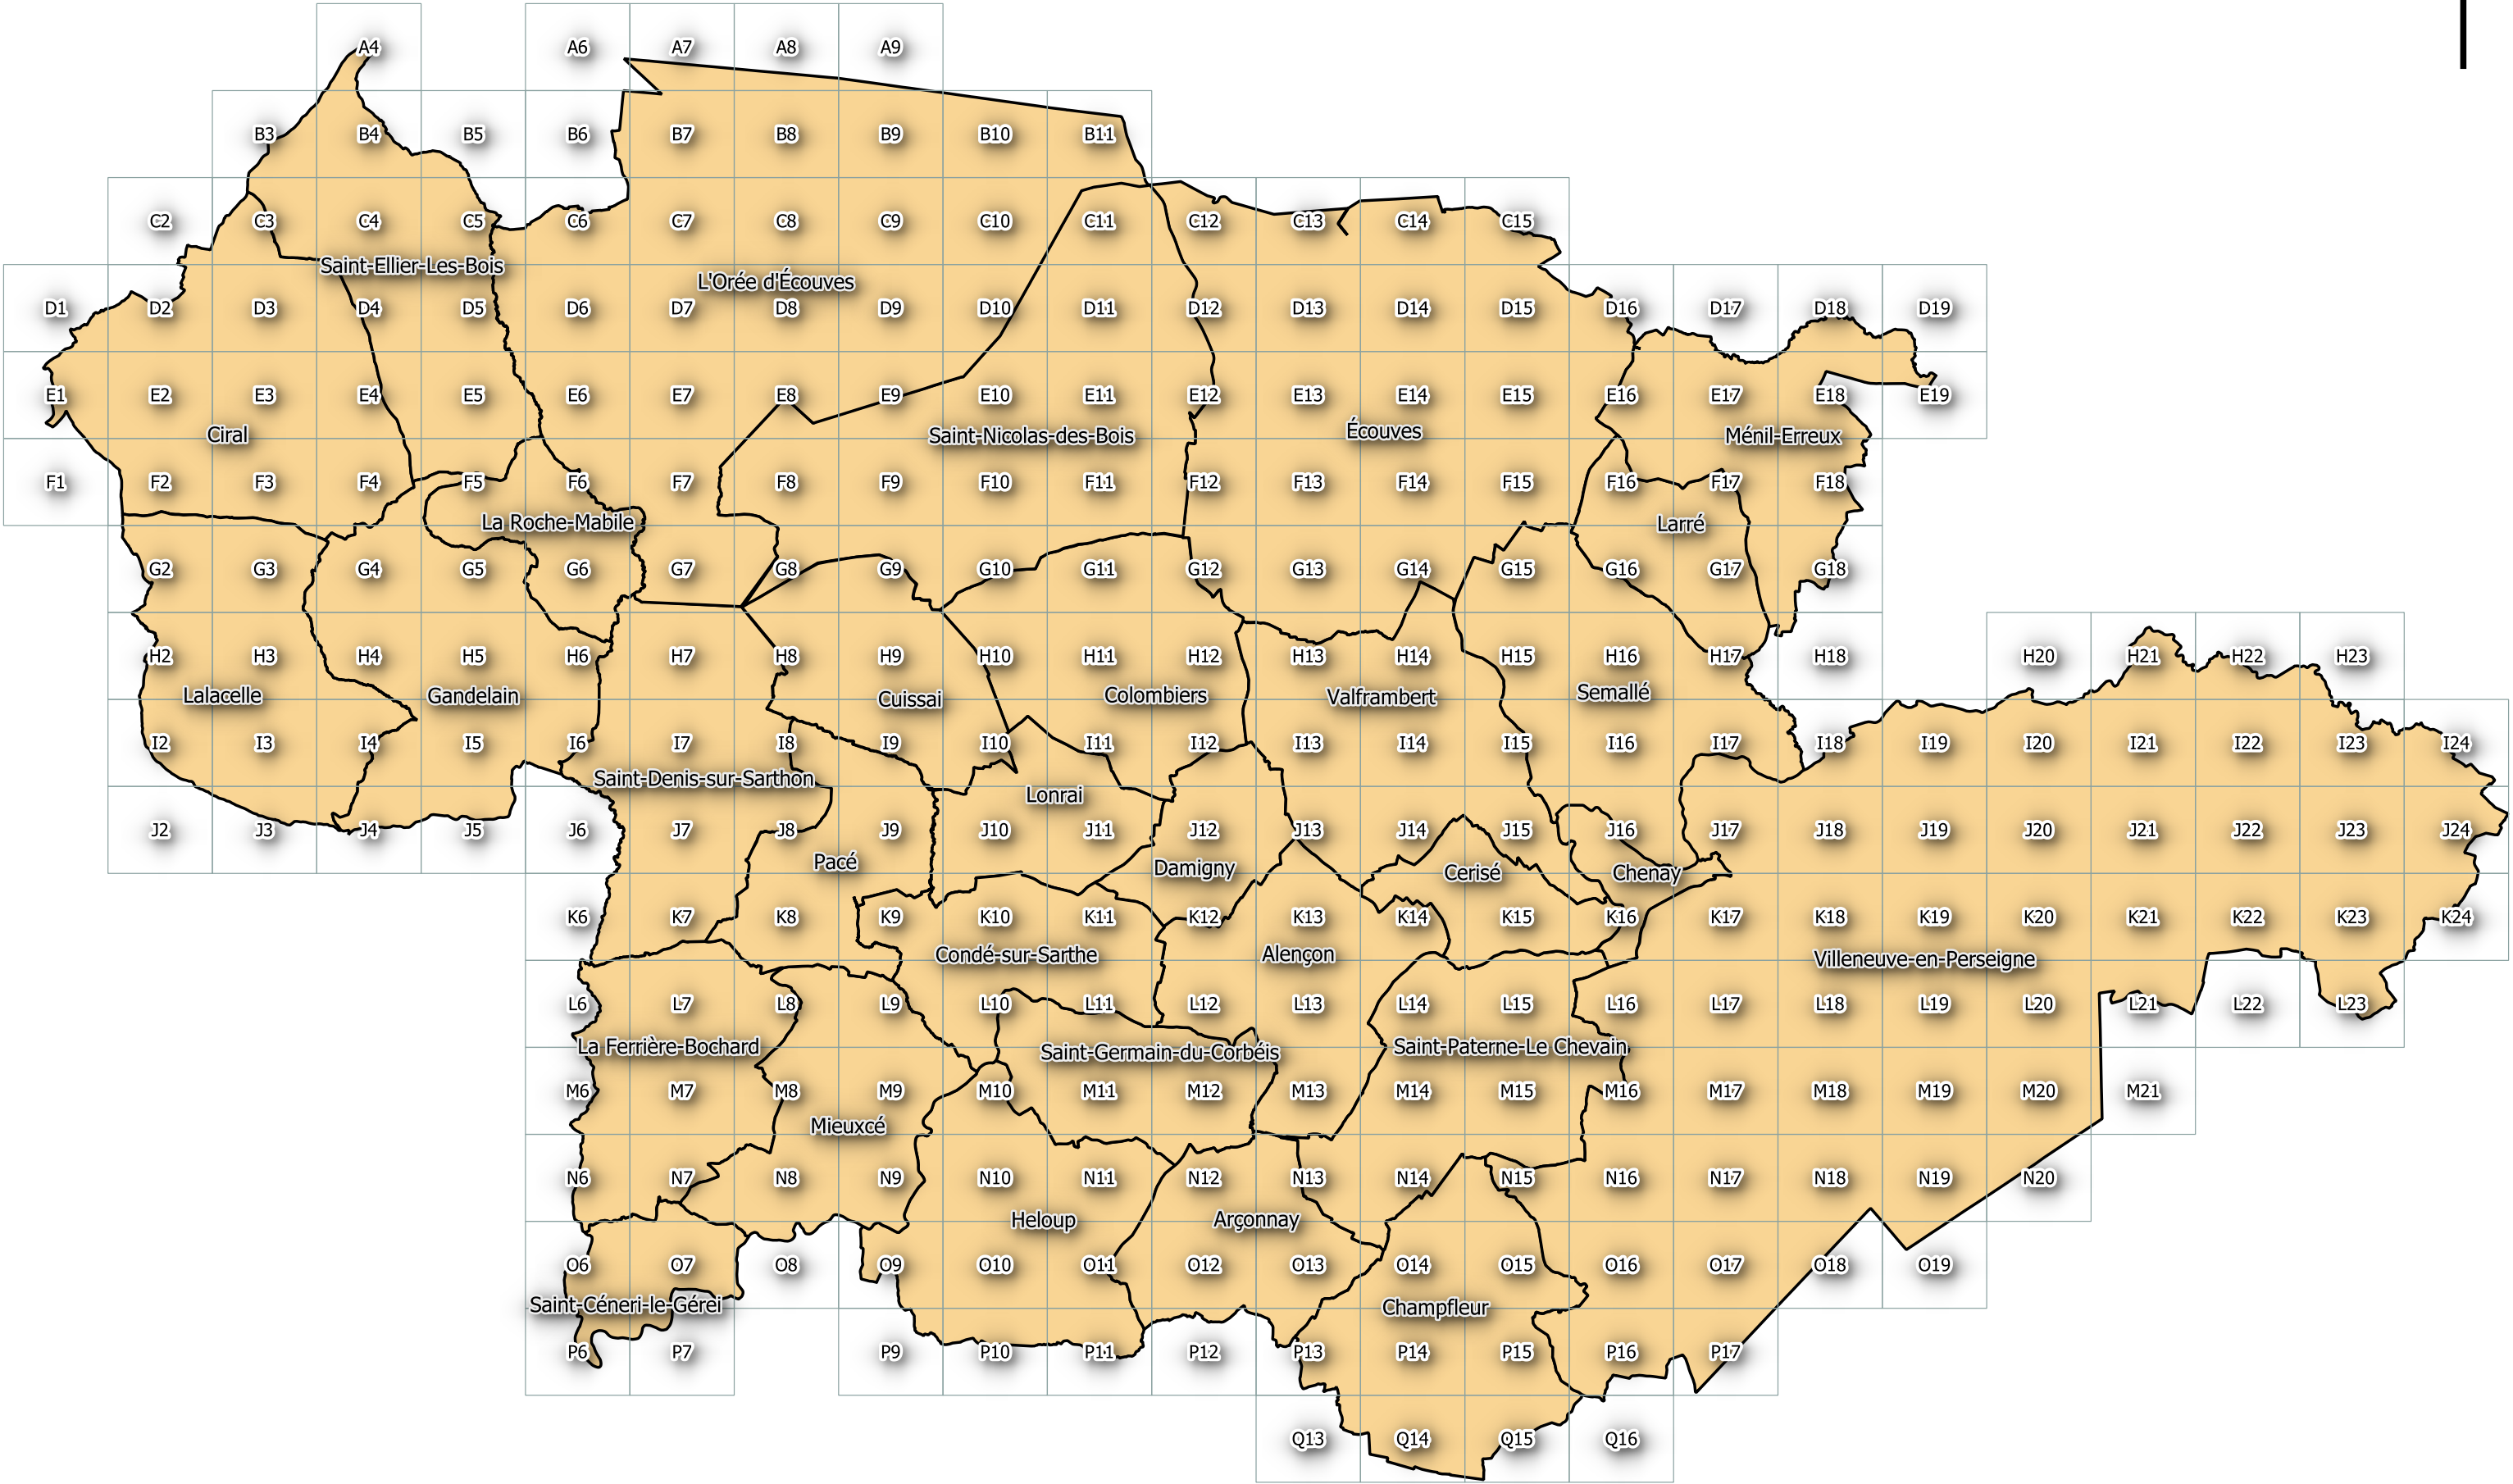 A4 A6 A7 A8 A9
B3 B4 B5 B6 B7 B8 B9 B10 B11
C2 C3 C4 C5 C6 C7 C8 C9 C10 C11 C12 C13 C14 C15
Saint-Ellier-Les-Bois
L'Orée d'Écouves
D1 D2 D3 D4 D5 D6 D7 D8 D9 D10 D11 D12 D13 D14 D15 D16 D17 D18 D19
E1 E2 E3 E4 E5 E6 E7 E8 E9 E10 E11 E12 E13 E14 E15 E16 E17 E18 E19
Ciral Saint-Nicolas-des-Bois Écouves Ménil-Erreux
F1 F2 F3 F4 F5 F6 F7 F8 F9 F10 F11 F12 F13 F14 F15 F16 F17 F18
La Roche-Mabile Larré
G2 G3 G4 G5 G6 G7 G8 G9 G10 G11 G12 G13 G14 G15 G16 G17 G18
H2 H3 H4 H5 H6 H7 H8 H9 H10 H11 H12 H13 H14 H15 H16 H17 H18 H20 H21 H22 H23
Lalacelle Gandelain Cuissai Colombiers Valframbert Semallé
I2 I3 I4 I5 I6 I7 I8 I9 I10 I11 I12 I13 I14 I15 I16 I17 I18 I19 I20 I21 I22 I23 I24
Saint-Denis-sur-Sarthon Lonrai
J2 J3 J4 J5 J6 J7 J8 J9 J10 J11 J12 J13 J14 J15 J16 J17 J18 J19 J20 J21 J22 J23 J24
Pacé Damigny Cerisé Chenay
K6 K7 K8 K9 K10 K11 K12 K13 K14 K15 K16 K17 K18 K19 K20 K21 K22 K23 K24
Condé-sur-Sarthe Alençon Villeneuve-en-Perseigne
L6 L7 L8 L9 L10 L11 L12 L13 L14 L15 L16 L17 L18 L19 L20 L21 L22 L23
La Ferrière-Bochard Saint-Germain-du-Corbéis Saint-Paterne-Le Chevain
M6 M7 M8 M9 M10 M11 M12 M13 M14 M15 M16 M17 M18 M19 M20 M21
Mieuxcé
N6 N7 N8 N9 N10 N11 N12 N13 N14 N15 N16 N17 N18 N19 N20
Heloup Arçonnay
O6 O7 O8 O9 O10 O11 O12 O13 O14 O15 O16 O17 O18 O19
Saint-Céneri-le-Gérei Champfleur
P6 P7 P9 P10 P11 P12 P13 P14 P15 P16 P17
Q13 Q14 Q15 Q16